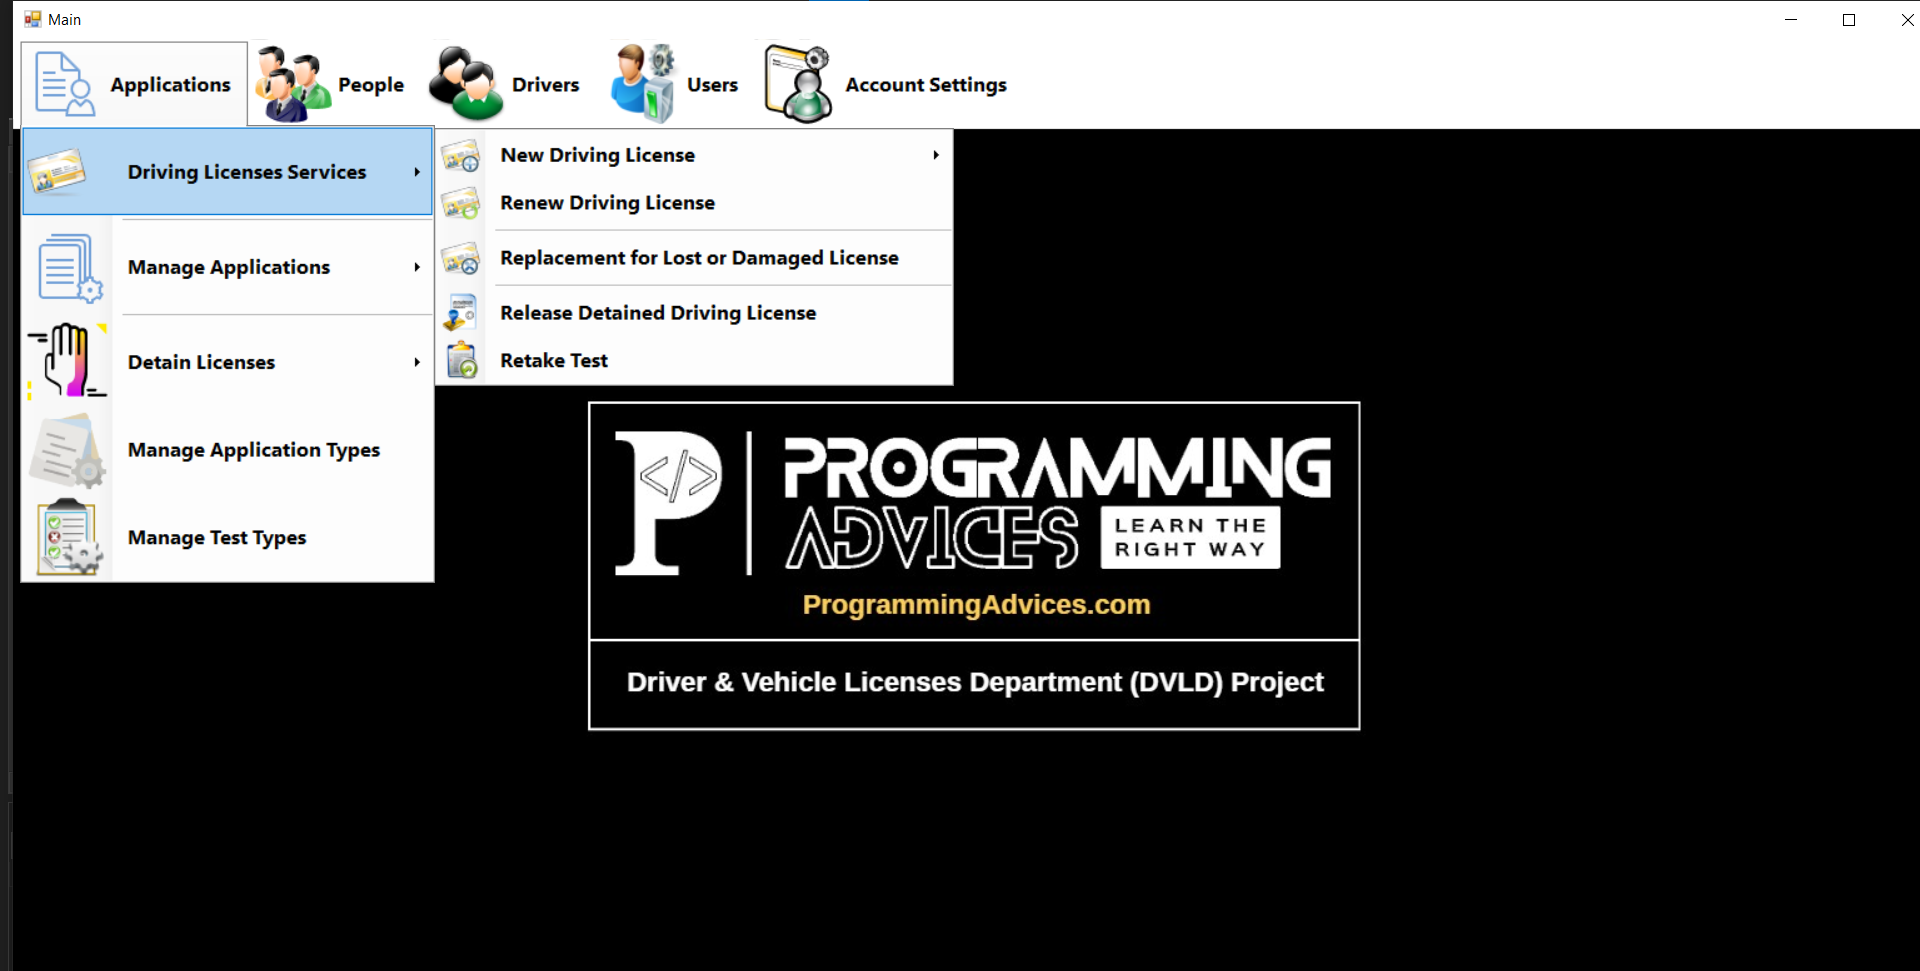 Main
Applications
People
Drivers
Users
Account Settings
Driving Licenses Services
Manage Applications
Detain Licenses
Manage Application Types
Manage Test Types
New Driving License
Renew Driving License
Replacement for Lost or Damaged License
Release Detained Driving License
Retake Test
P </>
PROGRAMMING
ADVICES
LEARN THE
RIGHT WAY
ProgrammingAdvices.com
Driver & Vehicle Licenses Department (DVLD) Project